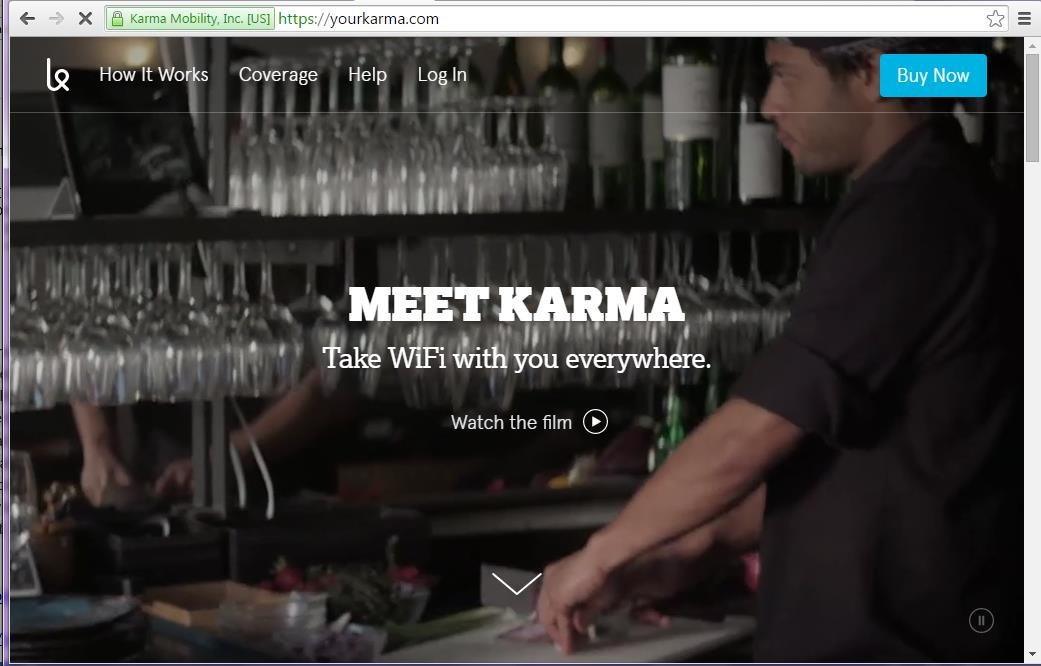 Karma Mobility, Inc. [US] https://yourkarma.com
How It Works Coverage Help Log In Buy Now
MEET KARMA
Take WiFi with you everywhere.
Watch the film